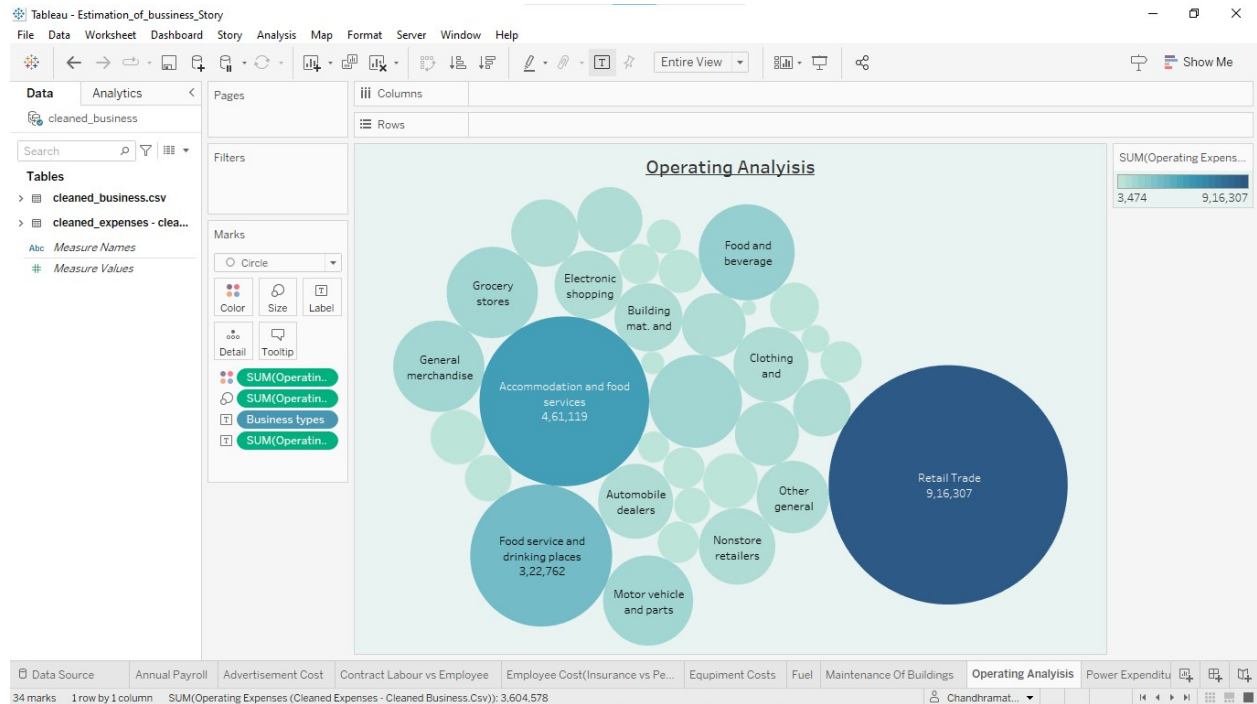 Tableau - Estimation_of_bussiness_Story
File Data Worksheet Dashboard Story Analysis Map Format Server Window Help
Entire View
Show Me
Data Analytics
cleaned_business
Search
Tables
cleaned_business.csv
cleaned_expenses - clea...
Abc Measure Names
# Measure Values
Pages
Filters
Marks
Circle
Color Size Label
Detail Tooltip
SUM(Operatin..
SUM(Operatin..
Business types
SUM(Operatin..
Columns
Rows
Operating Analyisis
Food and
beverage
Grocery
stores
Electronic
shopping
Building
mat. and
General
merchandise
Clothing
and
Accommodation and food
services
4,61,119
Retail Trade
9,16,307
Automobile
dealers
Other
general
Food service and
drinking places
3,22,762
Nonstore
retailers
Motor vehicle
and parts
SUM(Operating Expens...
3,474 9,16,307
Data Source Annual Payroll Advertisement Cost Contract Labour vs Employee Employee Cost(Insurance vs Pe... Equpiment Costs Fuel Maintenance Of Buildings Operating Analyisis Power Expenditu
34 marks 1 row by 1 column SUM(Operating Expenses (Cleaned Expenses - Cleaned Business.Csv)): 3,604,578 Chandhramat...